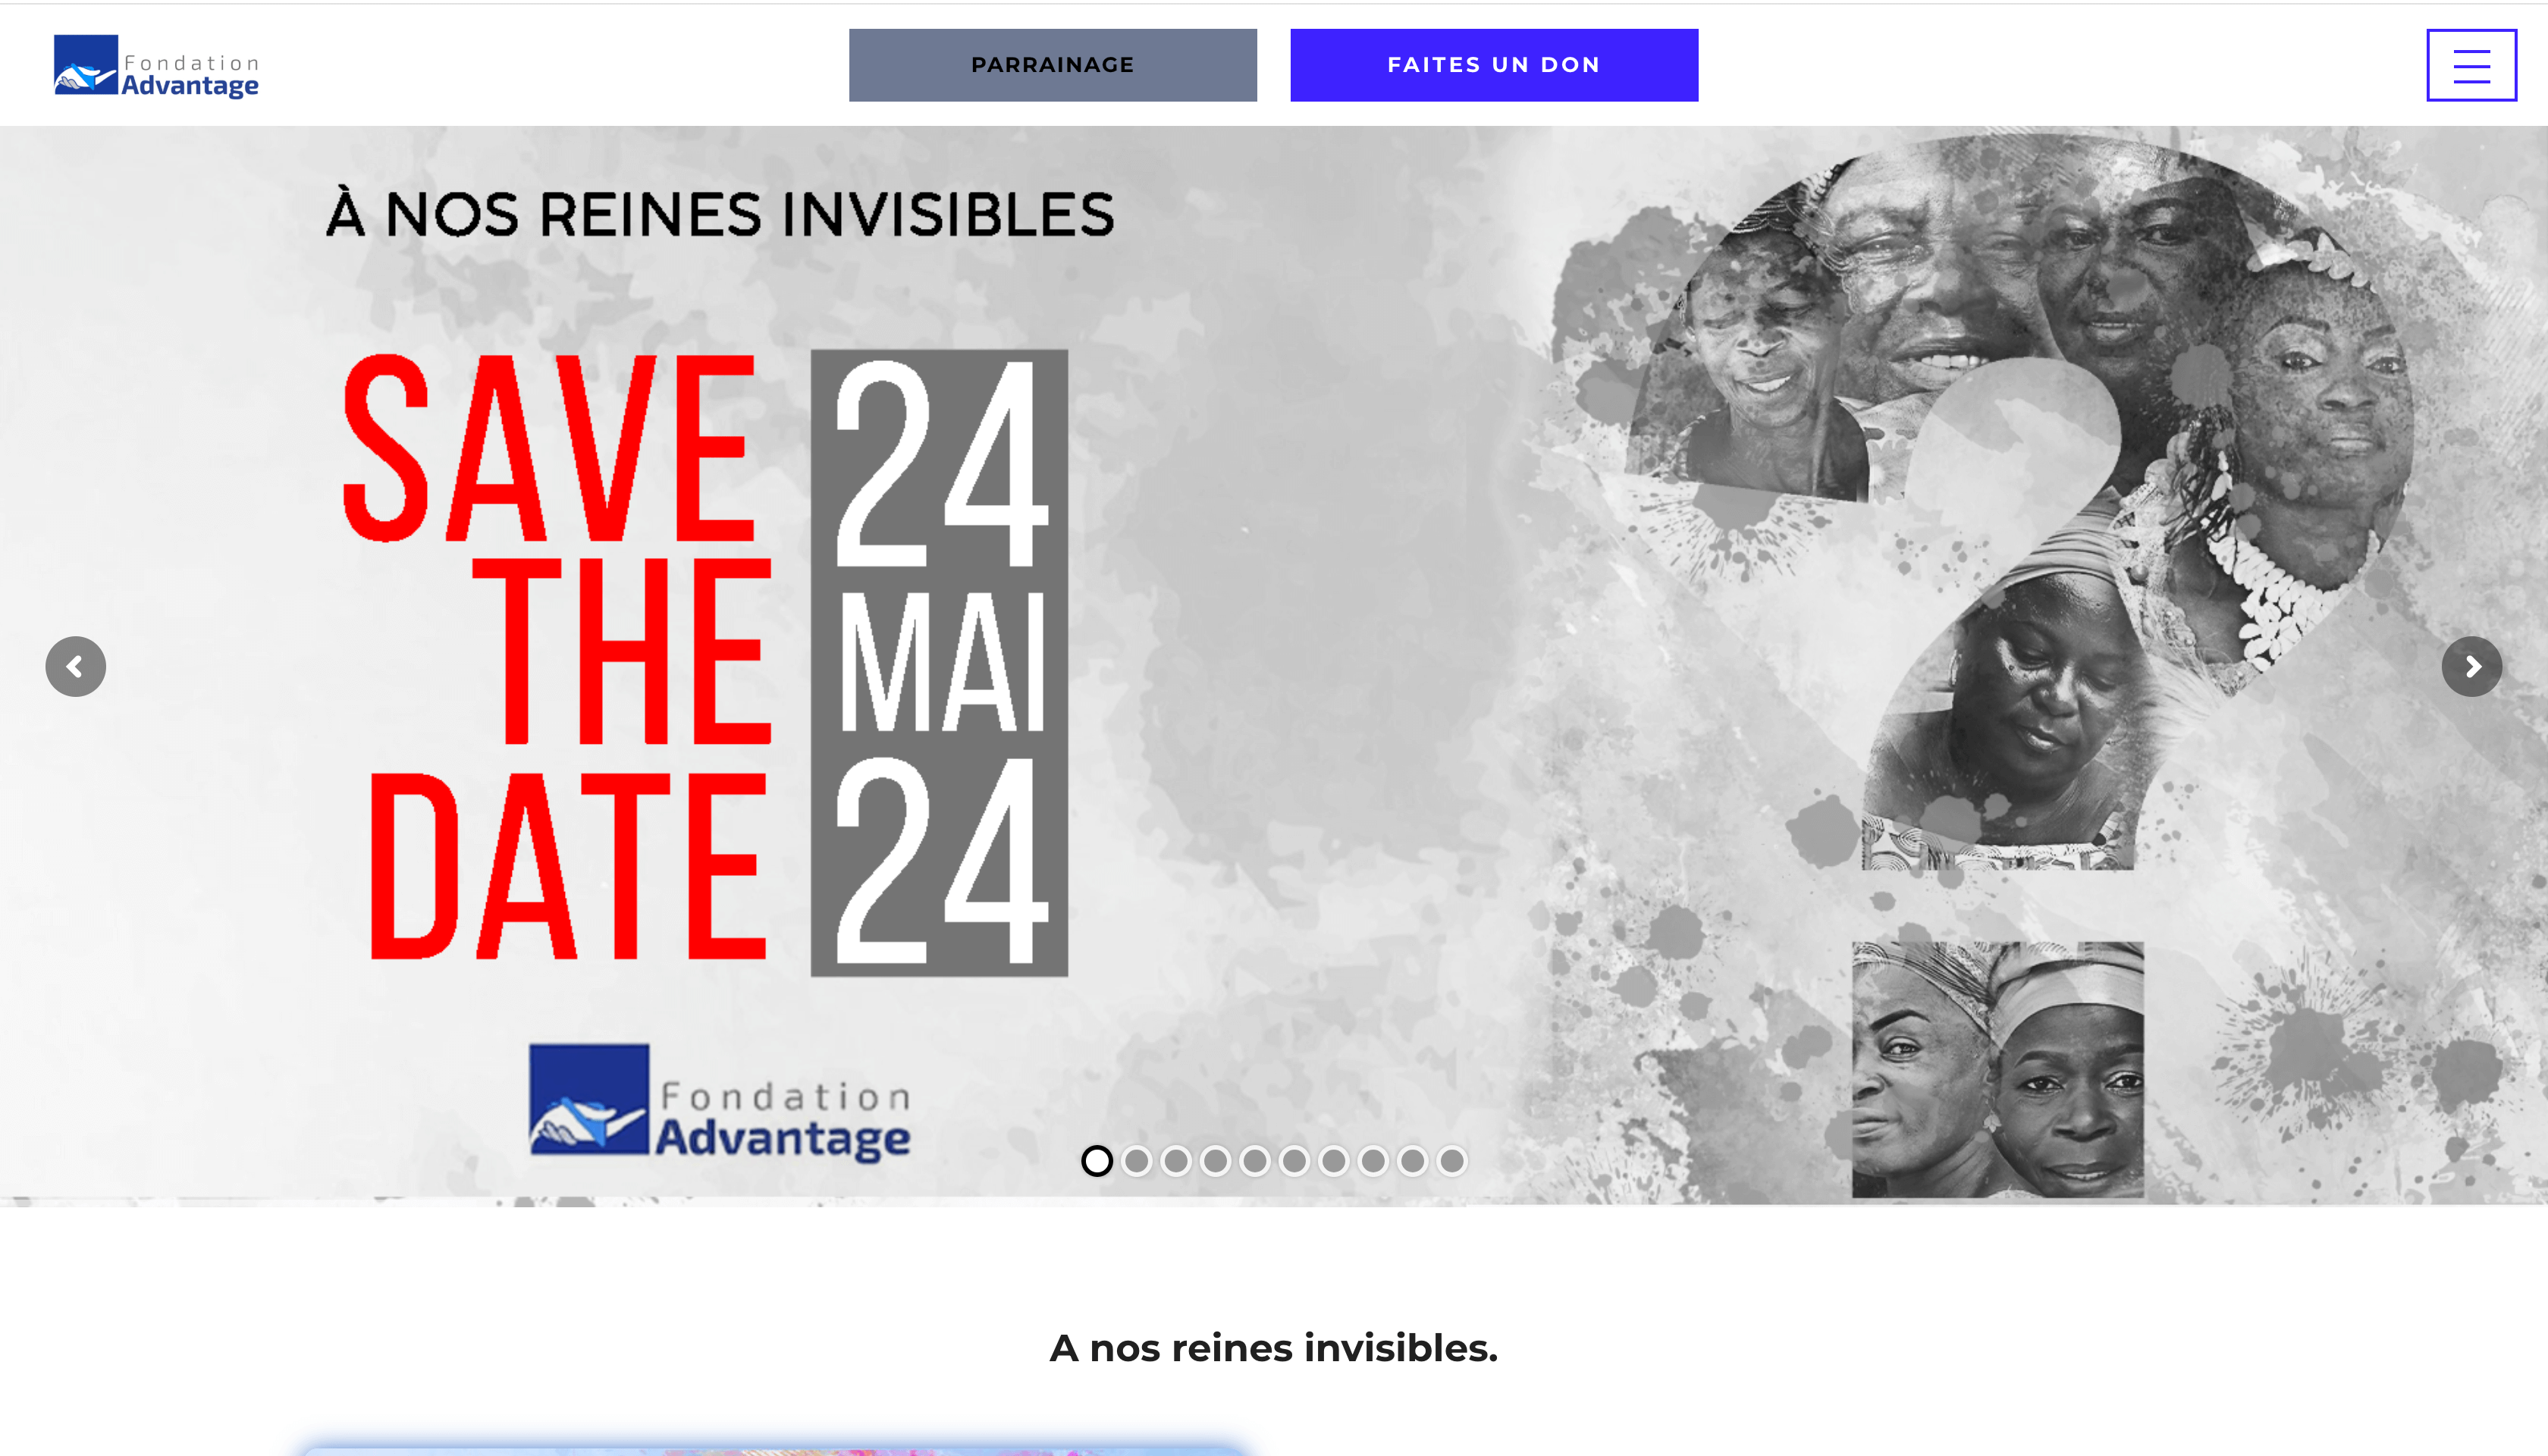 Fondation
Advantage
PARRAINAGE
FAITES UN DON
À NOS REINES INVISIBLES
SAVE
THE
DATE
24
MAI
24
Fondation
Advantage
A nos reines invisibles.